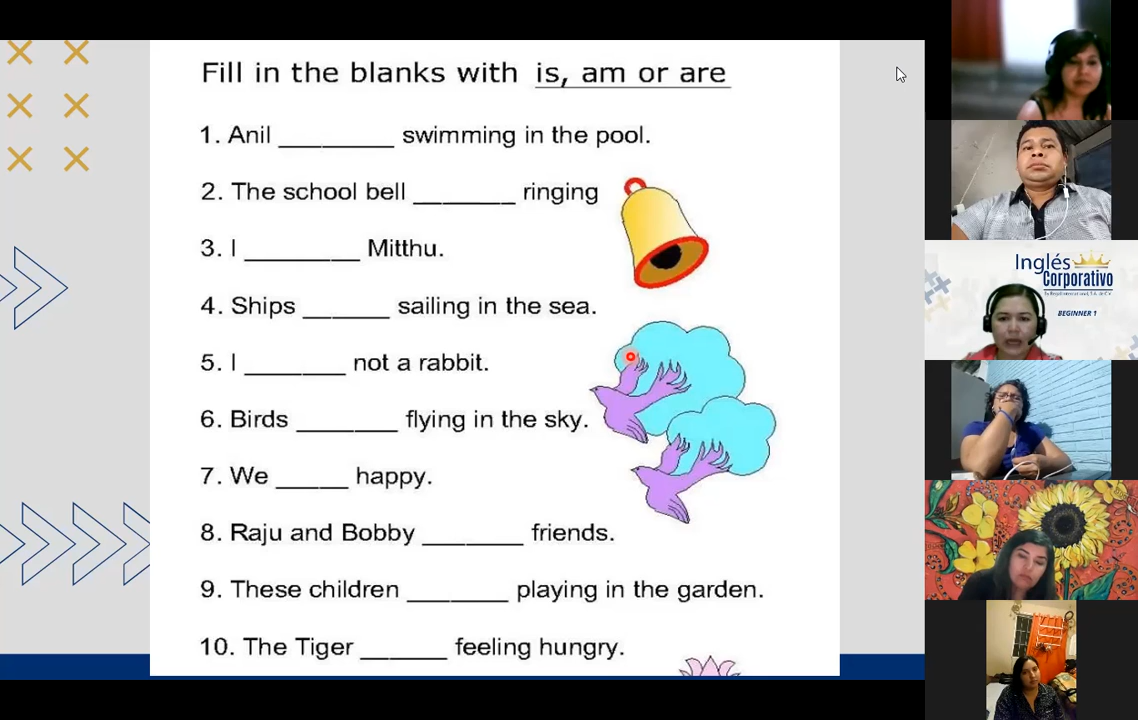 Fill in the blanks with is, am or are
1. Anil ________ swimming in the pool.
2. The school bell _______ ringing
3. I ________ Mitthu.
4. Ships ______ sailing in the sea.
5. I _______ not a rabbit.
6. Birds _______ flying in the sky.
7. We _____ happy.
8. Raju and Bobby _______ friends.
9. These children _______ playing in the garden.
10. The Tiger ______ feeling hungry.
Inglés
Corporativo
BEGINNER 1